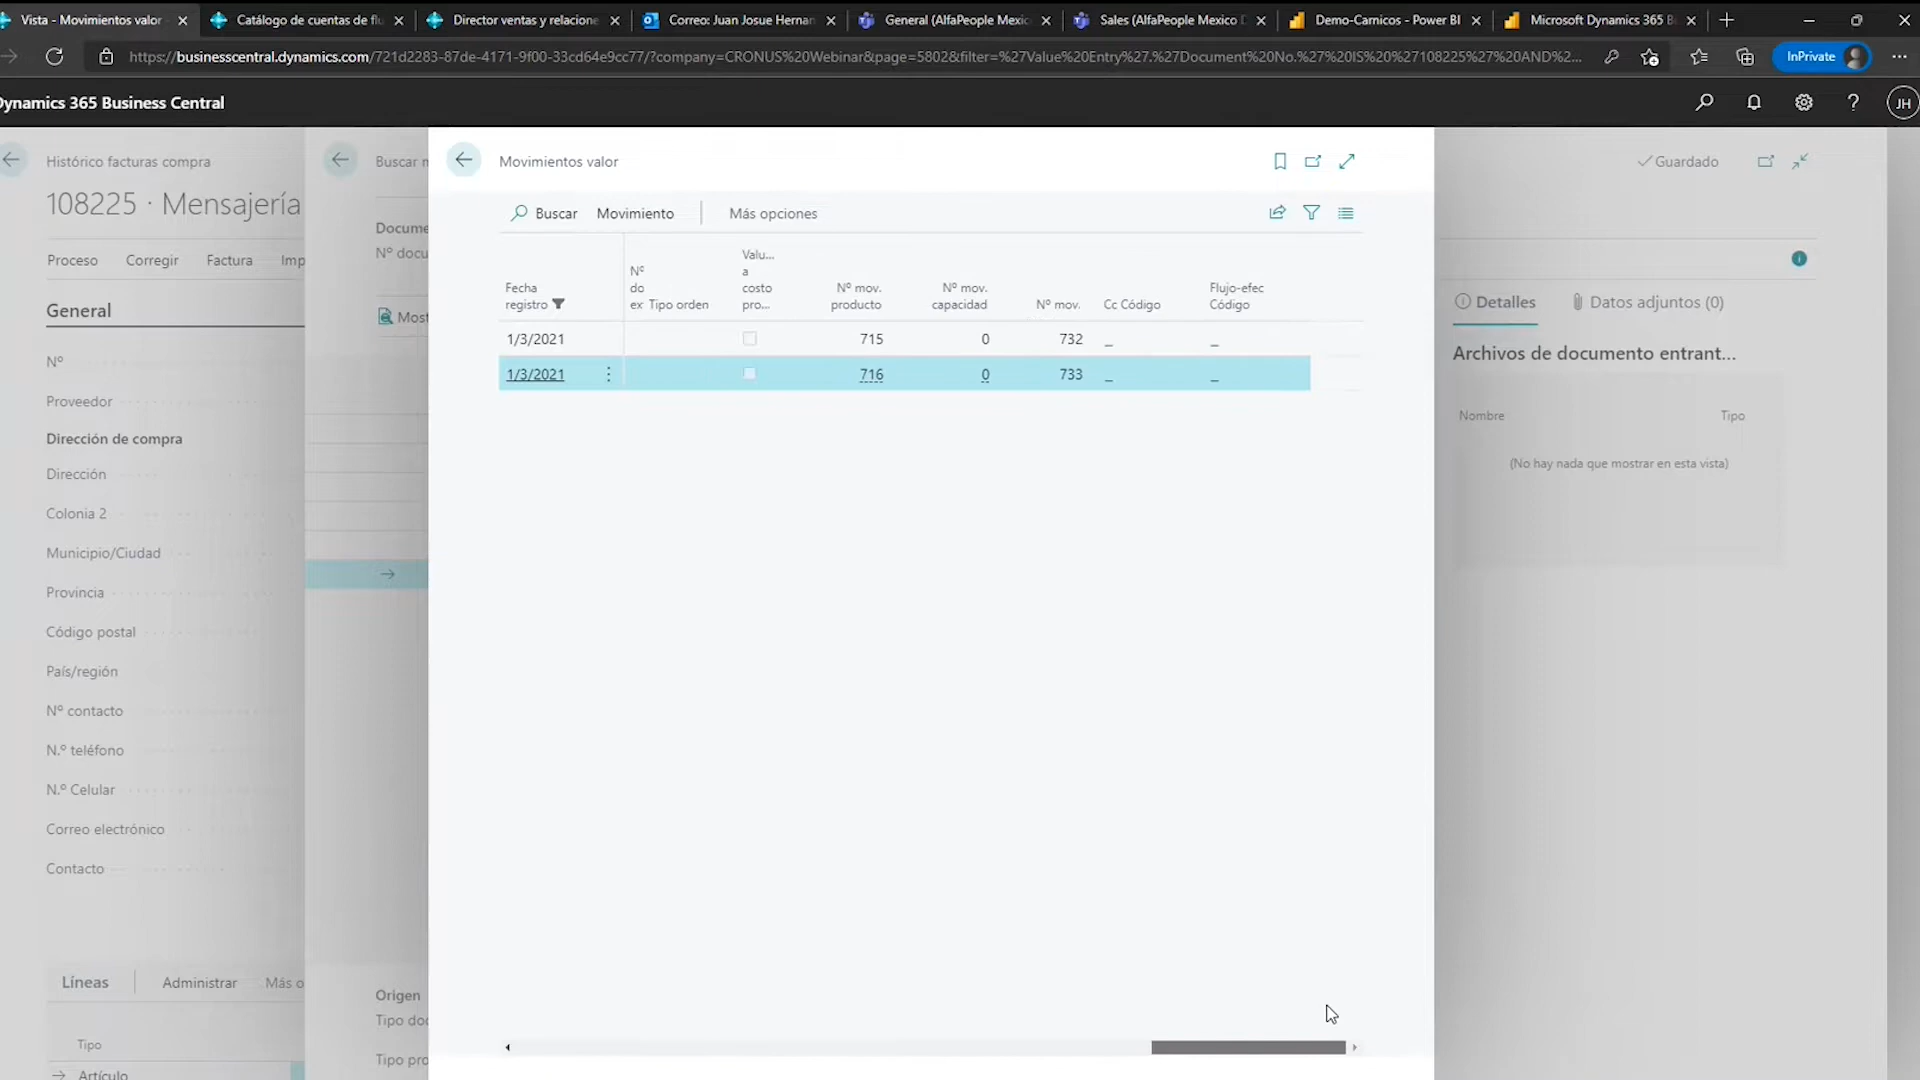 Vista - Movimientos valor -
Catálogo de cuentas de flu
Director ventas y relacione
Correo: Juan Josue Hernan
General (AlfaPeople Mexic
Sales (AlfaPeople Mexico D
Demo-Carnicos - Power BI
Microsoft Dynamics 365 B
https://businesscentral.dynamics.com/721d2283-87de-4171-9f00-33cd64e9cc77/?company=CRONUS%20Webinar&page=5802&filter=%27Value%20Entry%27.%27Document%20No.%27%20IS%20%27108225%27%20AND%2...
InPrivate
Dynamics 365 Business Central
JH
Histórico facturas compra
108225 · Mensajería
Proceso Corregir Factura Imp
General
Nº
Proveedor
Dirección de compra
Dirección
Colonia 2
Municipio/Ciudad
Provincia
Código postal
País/región
Nº contacto
N.º teléfono
N.º Celular
Correo electrónico
Contacto
Líneas Administrar Más o
Tipo
Artículo
Buscar m
Docume
Nº docu
Most
Origen
Tipo doc
Tipo pro
Movimientos valor
Buscar Movimiento Más opciones
Fecha registro
Nº do ex
Tipo orden
Valu... a costo pro...
Nº mov. producto
Nº mov. capacidad
Nº mov.
Cc Código
Flujo-efec Código
1/3/2021 715 0 732 _ _
1/3/2021 716 0 733 _ _
Guardado
Detalles Datos adjuntos (0)
Archivos de documento entrant...
Nombre Tipo
(No hay nada que mostrar en esta vista)